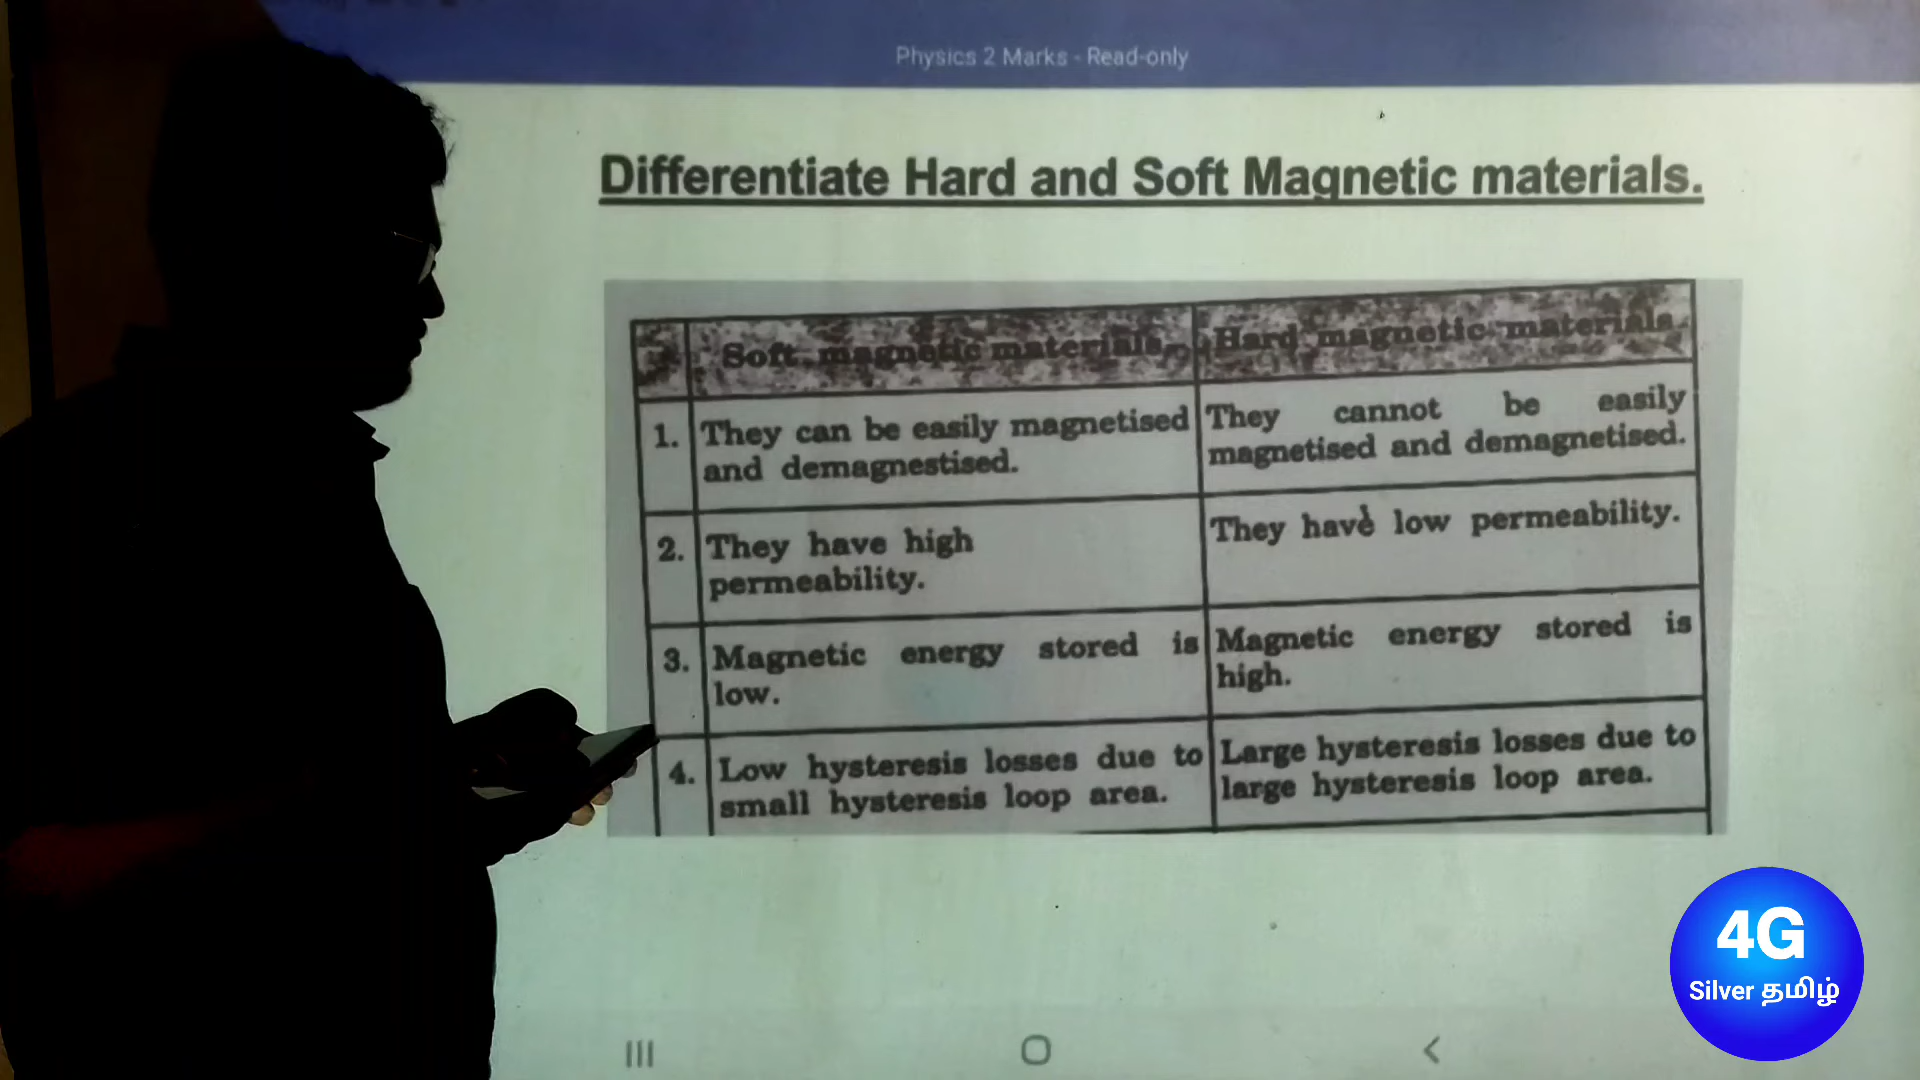 Physics 2 Marks - Read-only
Differentiate Hard and Soft Magnetic materials.
Soft magnetic materials
Hard magnetic materials
1.
They can be easily magnetised
and demagnestised.
They cannot be easily
magnetised and demagnetised.
2.
They have high
permeability.
They have low permeability.
3.
Magnetic energy stored is
low.
Magnetic energy stored is
high.
4.
Low hysteresis losses due to
small hysteresis loop area.
Large hysteresis losses due to
large hysteresis loop area.
4G
Silver தமிழ்